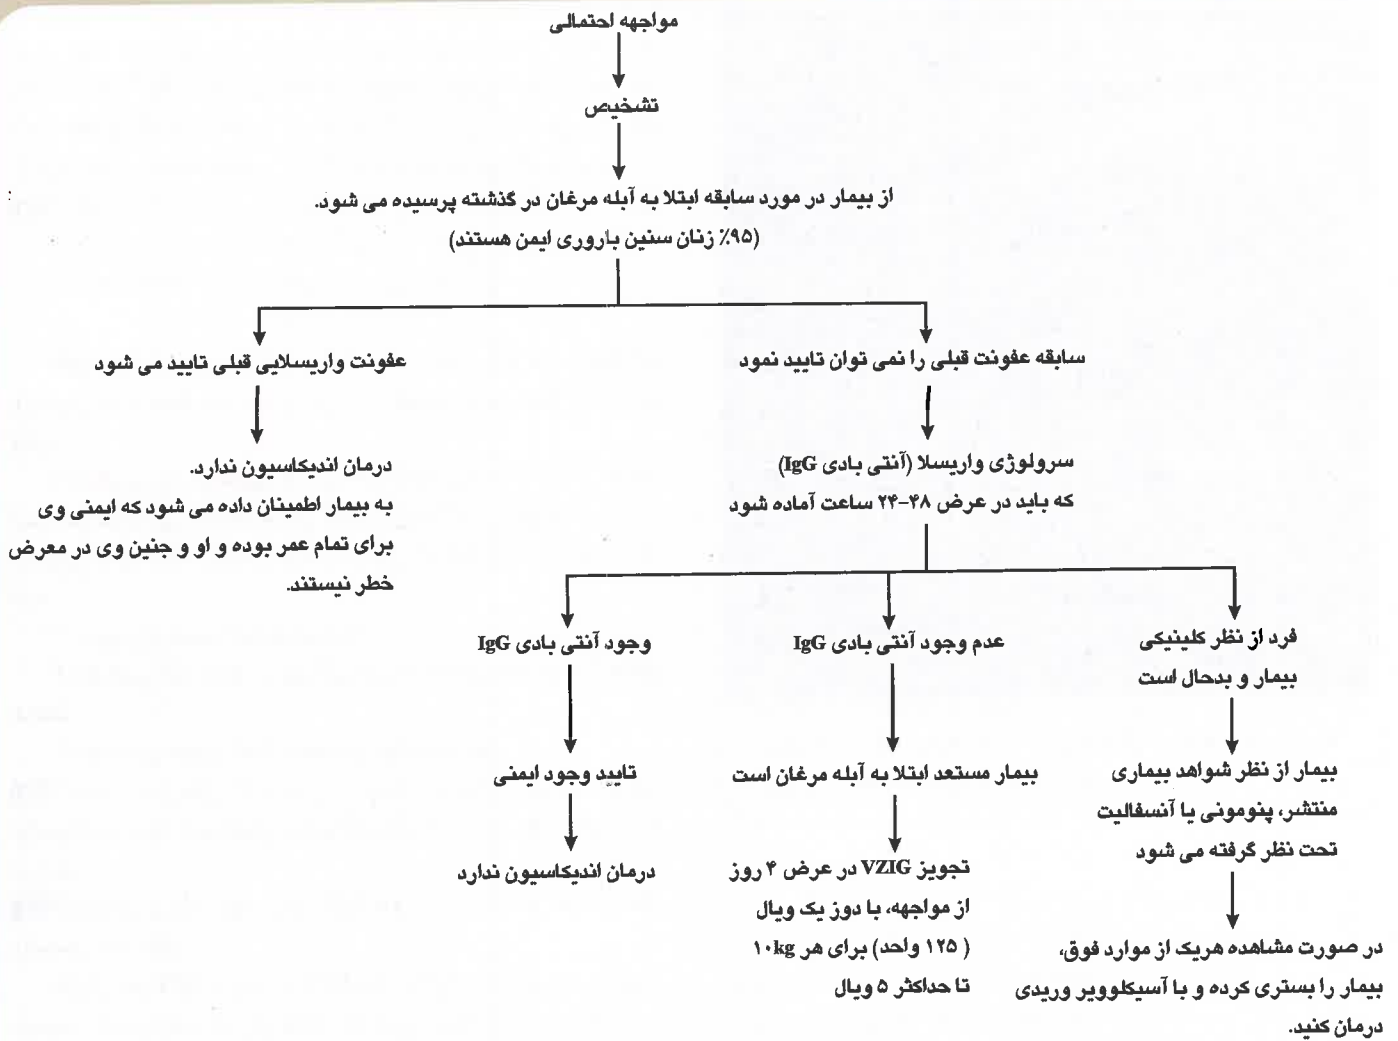 مواجهه احتمالی
تشخیص
از بیمار در مورد سابقه ابتلا به آبله مرغان در گذشته پرسیده می شود.
(۹۵٪ زنان سنین باروری ایمن هستند)
سابقه عفونت قبلی را نمی توان تایید نمود
عفونت واریسلایی قبلی تایید می شود
سرولوژی واریسلا (آنتی بادی IgG)
که باید در عرض ۴۸-۲۴ ساعت آماده شود
درمان اندیکاسیون ندارد.
به بیمار اطمینان داده می شود که ایمنی وی
برای تمام عمر بوده و او و جنین وی در معرض
خطر نیستند.
فرد از نظر کلینیکی
بیمار و بدحال است
عدم وجود آنتی بادی IgG
وجود آنتی بادی IgG
بیمار از نظر شواهد بیماری
منتشر، پنومونی یا آنسفالیت
تحت نظر گرفته می شود
بیمار مستعد ابتلا به آبله مرغان است
تایید وجود ایمنی
در صورت مشاهده هریک از موارد فوق،
بیمار را بستری کرده و با آسیکلوویر وریدی
درمان کنید.
تجویز VZIG در عرض ۴ روز
از مواجهه، با دوز یک ویال
( ۱۲۵ واحد) برای هر ۱۰kg
تا حداکثر ۵ ویال
درمان اندیکاسیون ندارد